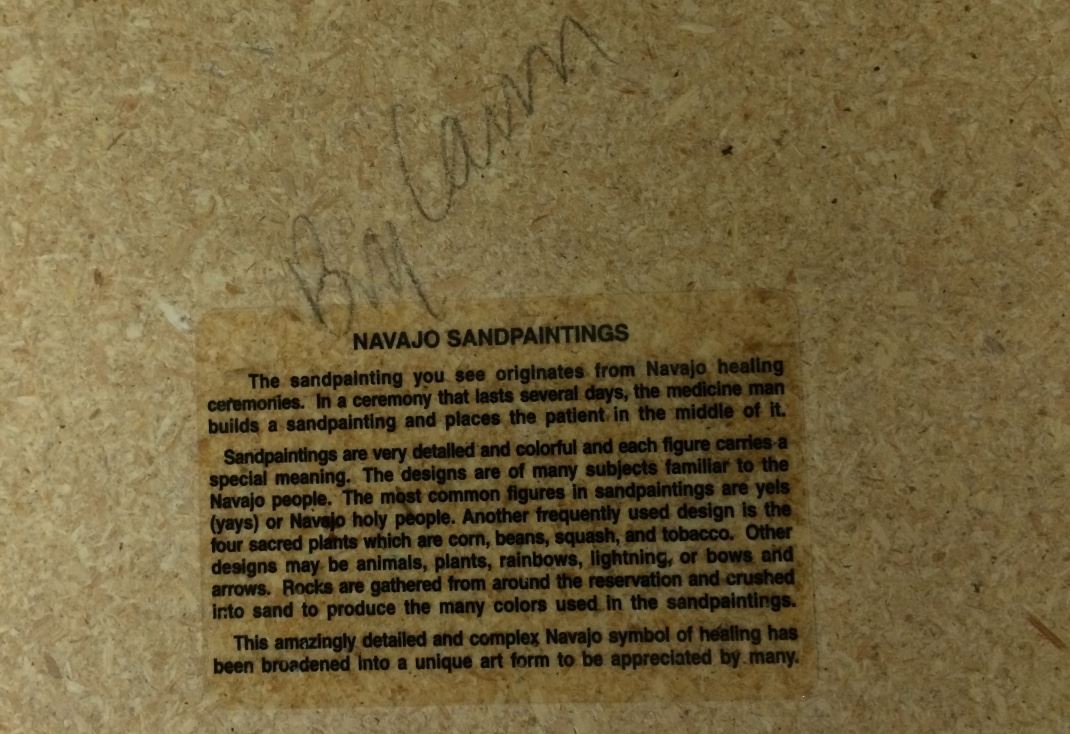 By
NAVAJO SANDPAINTINGS
The sandpainting you see originates from Navajo healing
ceremonies. In a ceremony that lasts several days, the medicine man
builds a sandpainting and places the patient in the middle of it.
Sandpaintings are very detailed and colorful and each figure carries a
special meaning. The designs are of many subjects familiar to the
Navajo people. The most common figures in sandpaintings are yeis
(yays) or Navajo holy people. Another frequently used design is the
four sacred plants which are corn, beans, squash, and tobacco. Other
designs may be animals, plants, rainbows, lightning, or bows and
arrows. Rocks are gathered from around the reservation and crushed
into sand to produce the many colors used in the sandpaintings.
This amazingly detailed and complex Navajo symbol of healing has
been broadened into a unique art form to be appreciated by many.